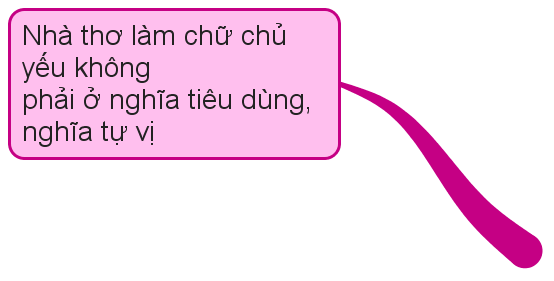 Nhà thơ làm chữ chủ
yếu không
phải ở nghĩa tiêu dùng,
nghĩa tự vị